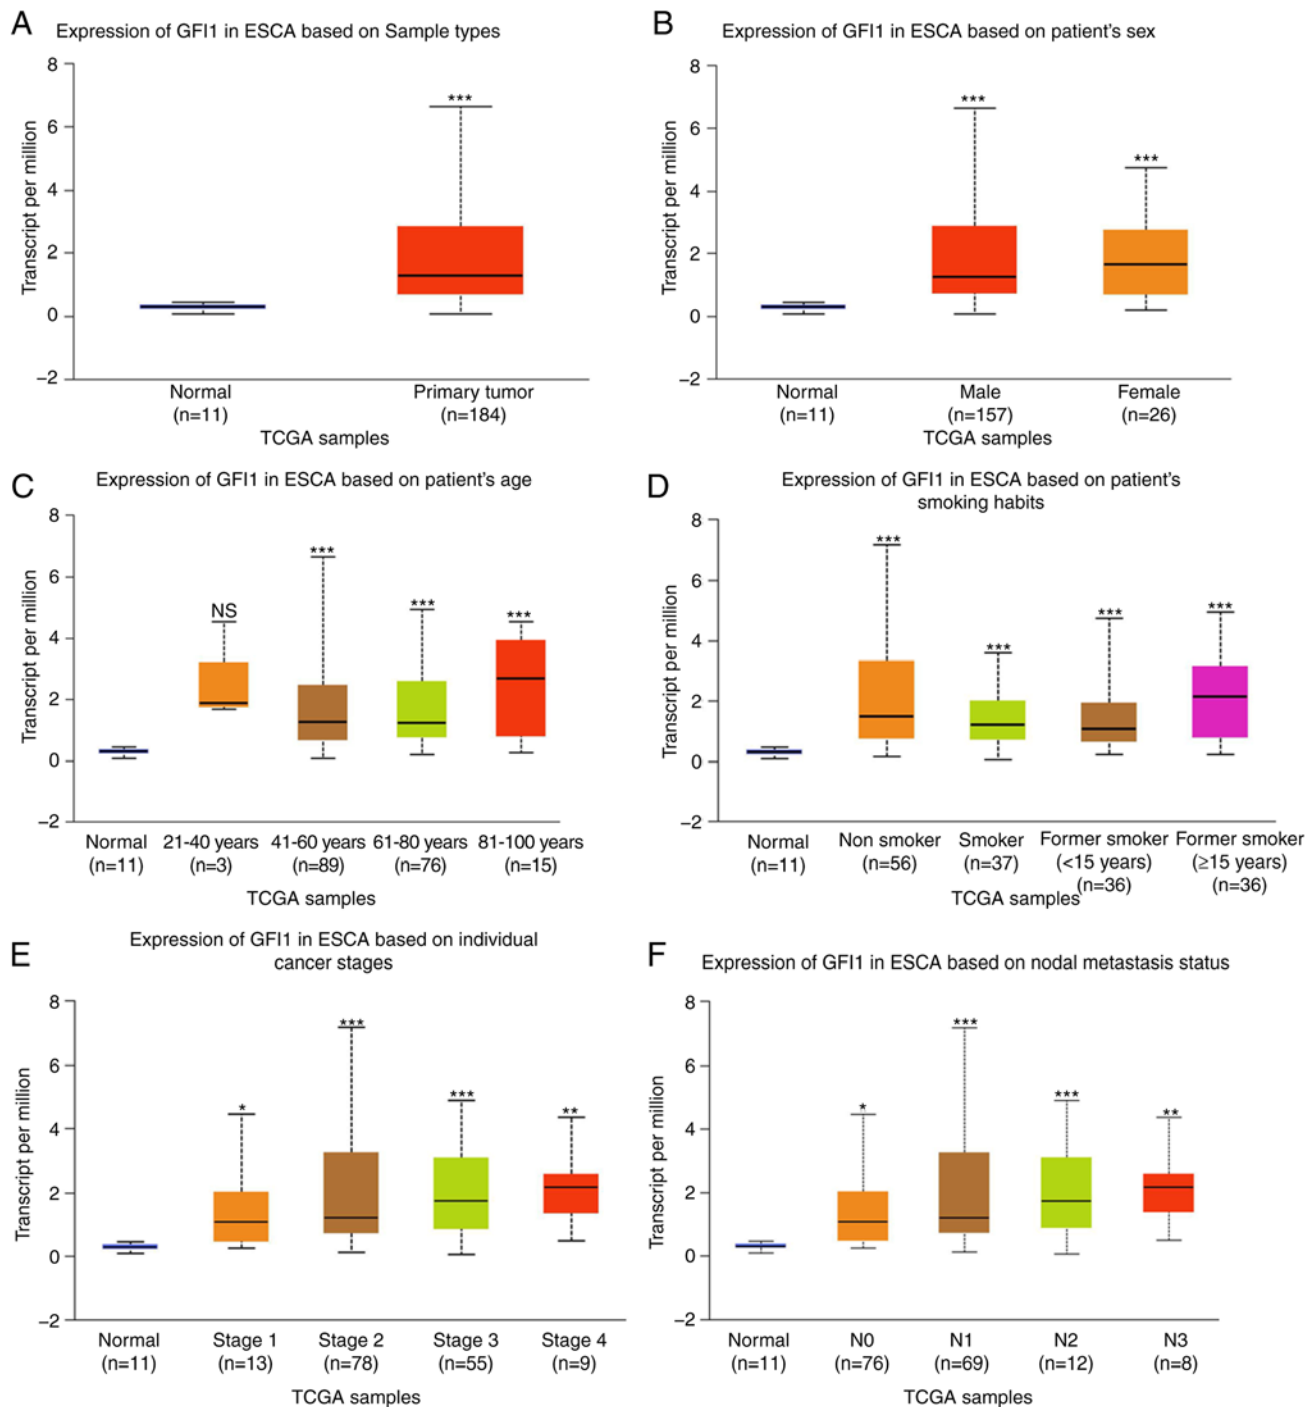 A
Expression of GFI1 in ESCA based on Sample types
Transcript per million
8
6
4
2
0
−2
***
Normal
(n=11)
Primary tumor
(n=184)
TCGA samples
B
Expression of GFI1 in ESCA based on patient's sex
Transcript per million
8
6
4
2
0
−2
***
***
Normal
(n=11)
Male
(n=157)
Female
(n=26)
TCGA samples
C
Expression of GFI1 in ESCA based on patient's age
Transcript per million
8
6
4
2
0
−2
NS
***
***
***
Normal
(n=11)
21-40 years
(n=3)
41-60 years
(n=89)
61-80 years
(n=76)
81-100 years
(n=15)
TCGA samples
D
Expression of GFI1 in ESCA based on patient's
smoking habits
Transcript per million
8
6
4
2
0
−2
***
***
***
***
Normal
(n=11)
Non smoker
(n=56)
Smoker
(n=37)
Former smoker
(<15 years)
(n=36)
Former smoker
(≥15 years)
(n=36)
TCGA samples
E
Expression of GFI1 in ESCA based on individual
cancer stages
Transcript per million
8
6
4
2
0
−2
*
***
***
**
Normal
(n=11)
Stage 1
(n=13)
Stage 2
(n=78)
Stage 3
(n=55)
Stage 4
(n=9)
TCGA samples
F
Expression of GFI1 in ESCA based on nodal metastasis status
Transcript per million
8
6
4
2
0
−2
*
***
***
**
Normal
(n=11)
N0
(n=76)
N1
(n=69)
N2
(n=12)
N3
(n=8)
TCGA samples